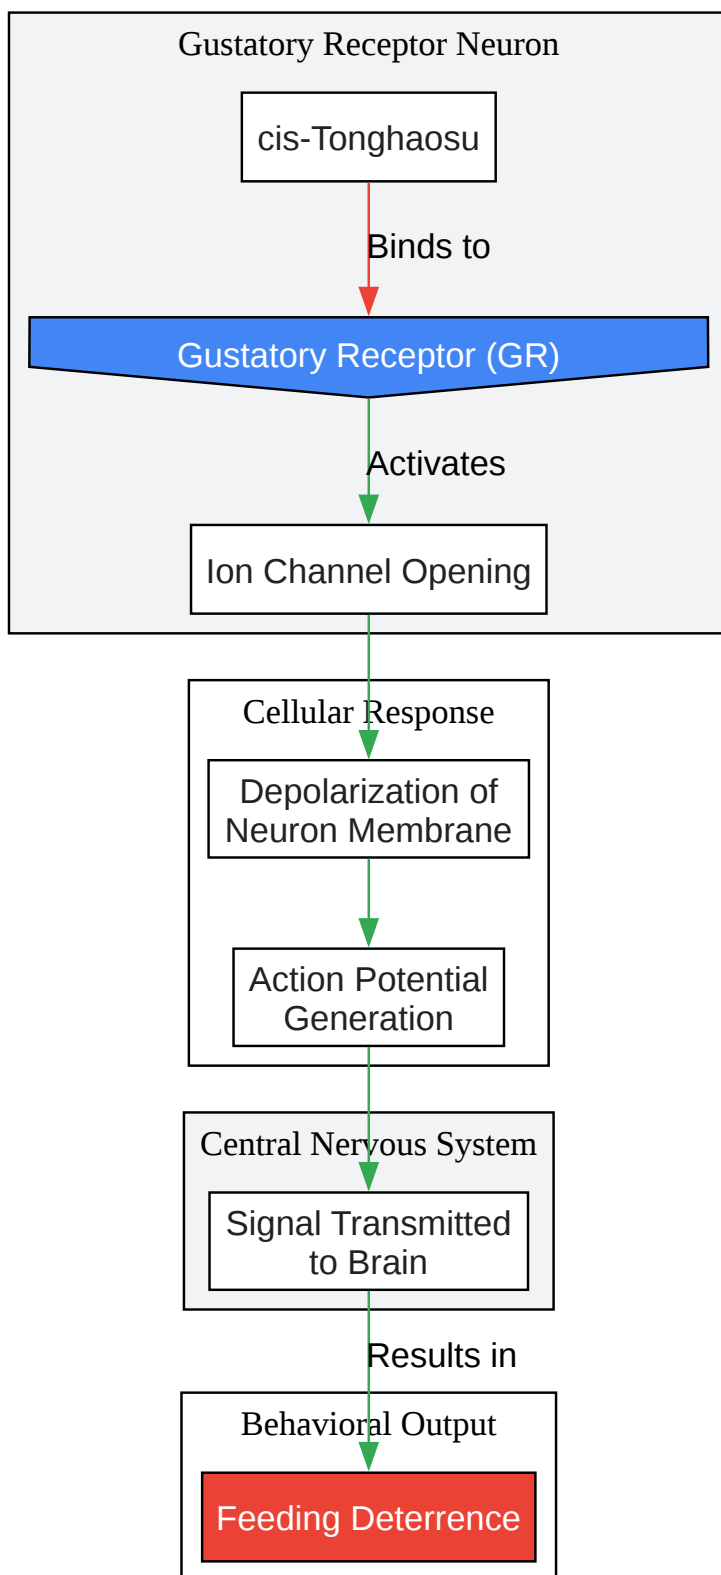 Gustatory Receptor Neuron
cis-Tonghaosu
Binds to
Gustatory Receptor (GR)
Activates
Ion Channel Opening
Cellular Response
Depolarization of
Neuron Membrane
Action Potential
Generation
Central Nervous System
Signal Transmitted
to Brain
Results in
Behavioral Output
Feeding Deterrence